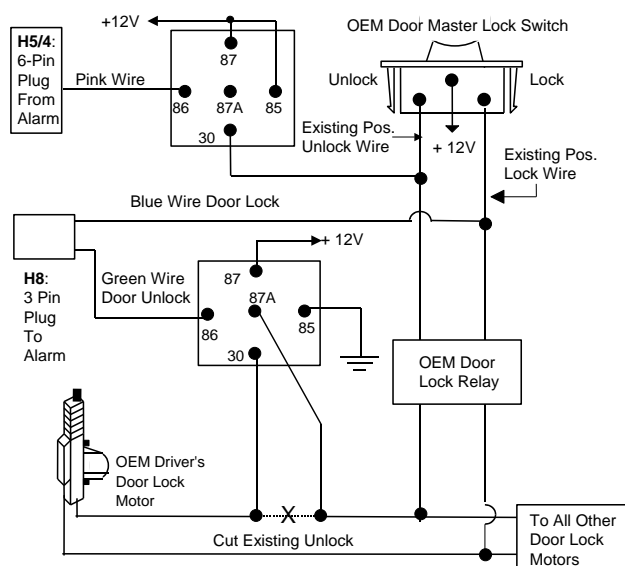 H5/4:
6-Pin
Plug
From
Alarm
+12V
Pink Wire
87
86
87A
85
30
OEM Door Master Lock Switch
Unlock
Lock
+ 12V
Existing Pos.
Unlock Wire
Existing Pos.
Lock Wire
Blue Wire Door Lock
+ 12V
H8:
3 Pin
Plug
To
Alarm
Green Wire
Door Unlock
87
87A
86
85
30
OEM Door
Lock Relay
OEM Driver's
Door Lock
Motor
X
Cut Existing Unlock
To All Other
Door Lock
Motors